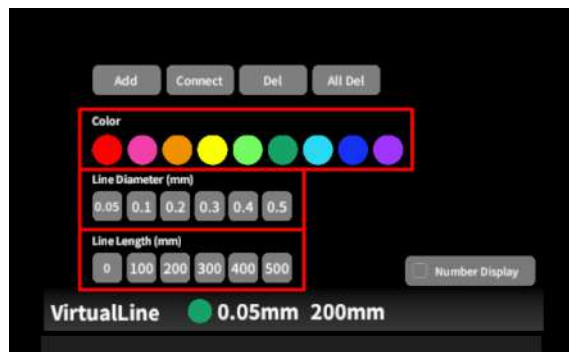 Add Connect Del All Del
Color
Line Diameter (mm)
0.05 0.1 0.2 0.3 0.4 0.5
Line Length (mm)
0 100 200 300 400 500
Number Display
VirtualLine 0.05mm 200mm